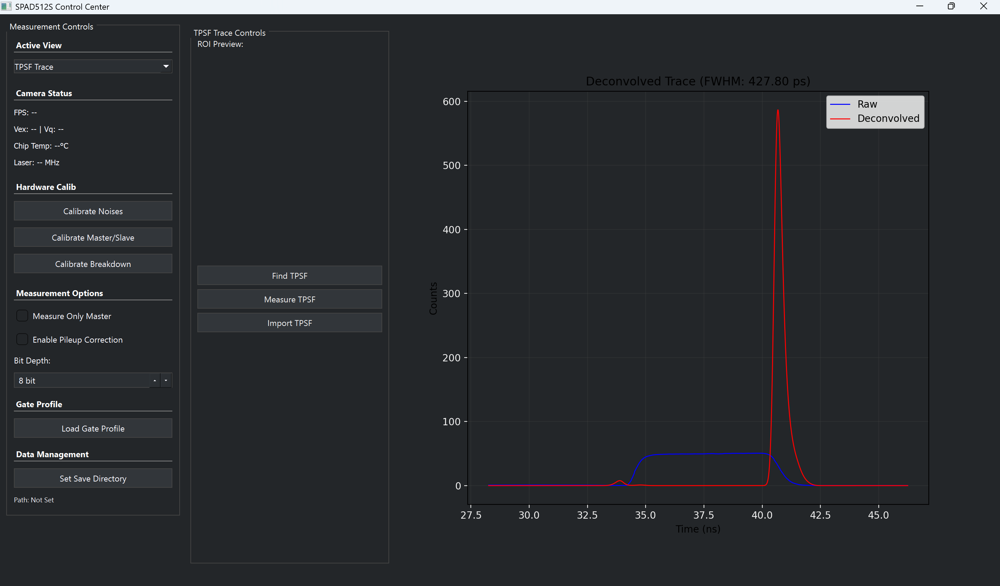 SPAD512S Control Center
Measurement Controls
Active View
TPSF Trace
Camera Status
FPS: --
Vex: -- | Vq: --
Chip Temp: --°C
Laser: -- MHz
Hardware Calib
Calibrate Noises
Calibrate Master/Slave
Calibrate Breakdown
Measurement Options
Measure Only Master
Enable Pileup Correction
Bit Depth:
8 bit
Gate Profile
Load Gate Profile
Data Management
Set Save Directory
Path: Not Set
TPSF Trace Controls
ROI Preview:
Find TPSF
Measure TPSF
Import TPSF
Deconvolved Trace (FWHM: 427.80 ps)
Raw
Deconvolved
Counts
600
500
400
300
200
100
0
27.5 30.0 32.5 35.0 37.5 40.0 42.5 45.0
Time (ns)